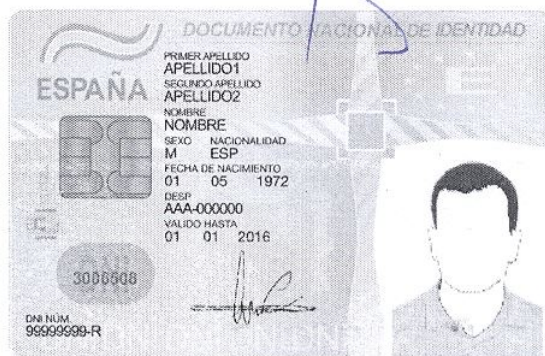 DOCUMENTO NACIONAL DE IDENTIDAD
ESPAÑA
PRIMER APELLIDO
APELLIDO1
SEGUNDO APELLIDO
APELLIDO2
NOMBRE
NOMBRE
SEXO NACIONALIDAD
M ESP
FECHA DE NACIMIENTO
01 05 1972
DESP
AAA-000000
VALIDO HASTA
01 01 2016
DNI NÚM.
99999999-R